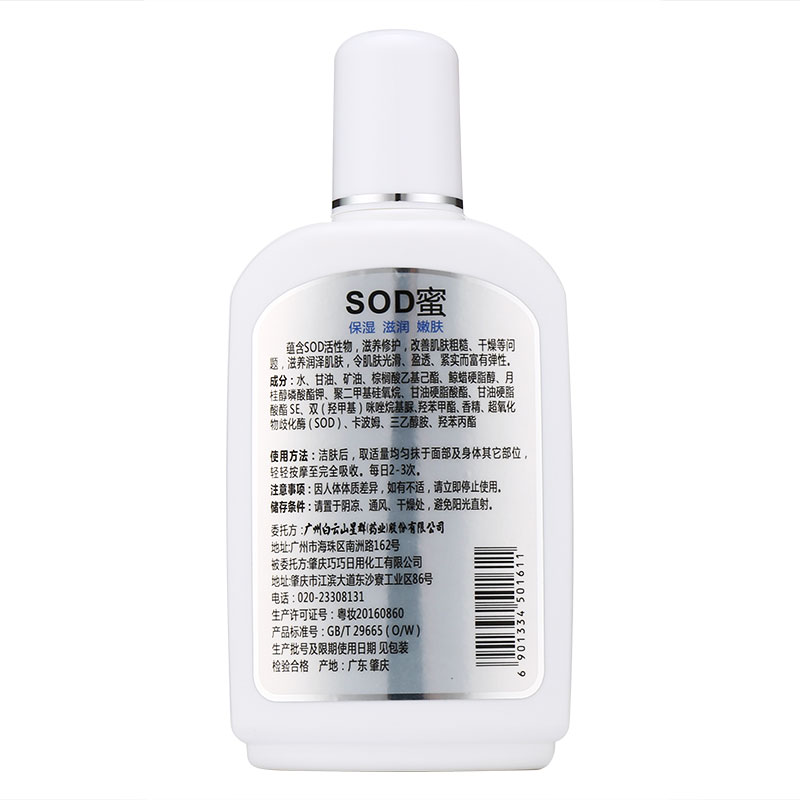 SOD蜜
保湿 滋润 嫩肤
蕴含SOD活性物，滋养修护，改善肌肤粗糙、干燥等问
题，滋养润泽肌肤，令肌肤光滑、盈透、紧实而富有弹性。
成分：水、甘油、矿油、棕榈酸乙基己酯、鲸蜡硬脂醇、月
桂醇磷酸酯钾、聚二甲基硅氧烷、甘油硬脂酸酯、甘油硬脂
酸酯SE、双（羟甲基）咪唑烷基脲、羟苯甲酯、香精、超氧化
物歧化酶（SOD）、卡波姆、三乙醇胺、羟苯丙酯
使用方法：洁肤后，取适量均匀抹于面部及身体其它部位，
轻轻按摩至完全吸收。每日2-3次。
注意事项：因人体体质差异，如有不适，请立即停止使用。
储存条件：请置于阴凉、通风、干燥处，避免阳光直射。
委托方：广州白云山星群(药业)股份有限公司
地址:广州市海珠区南洲路162号
被委托方:肇庆巧巧日用化工有限公司
地址:肇庆市江滨大道东沙寮工业区86号
电话：020-23308131
生产许可证号：粤妆20160860
产品标准号：GB/T 29665（O/W）
生产批号及限期使用日期 见包装
检验合格 产地：广东 肇庆
6 901334 501611